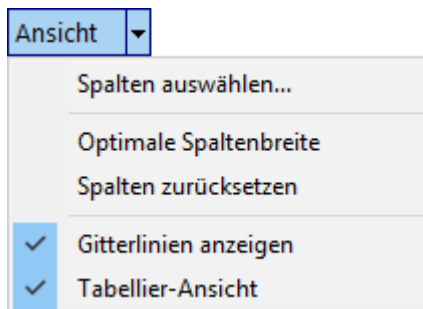 Ansicht
Spalten auswählen...
Optimale Spaltenbreite
Spalten zurücksetzen
Gitterlinien anzeigen
Tabellier-Ansicht